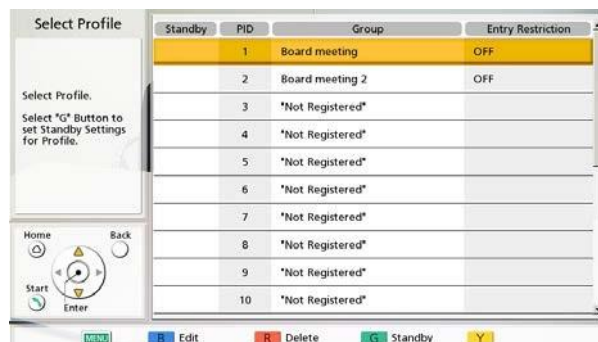 Select Profile
Standby PID Group Entry Restriction
1 Board meeting OFF
2 Board meeting 2 OFF
3 "Not Registered"
4 "Not Registered"
5 "Not Registered"
6 "Not Registered"
7 "Not Registered"
8 "Not Registered"
9 "Not Registered"
10 "Not Registered"
Select Profile.
Select "G" Button to
set Standby Settings
for Profile.
Home Back
Start
Enter
MENU B Edit R Delete G Standby Y